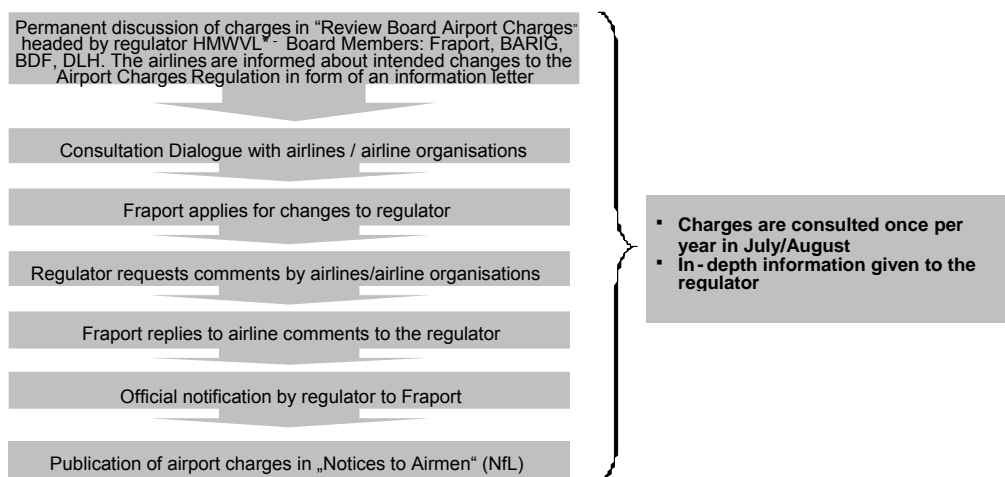 Permanent discussion of charges in “Review Board Airport Charges“
headed by regulator HMWVL* - Board Members: Fraport, BARIG,
BDF, DLH. The airlines are informed about intended changes to the
Airport Charges Regulation in form of an information letter
Consultation Dialogue with airlines / airline organisations
Fraport applies for changes to regulator
Regulator requests comments by airlines/airline organisations
Fraport replies to airline comments to the regulator
Official notification by regulator to Fraport
Publication of airport charges in „Notices to Airmen“ (NfL)
▪ Charges are consulted once per
year in July/August
▪ In-depth information given to the
regulator